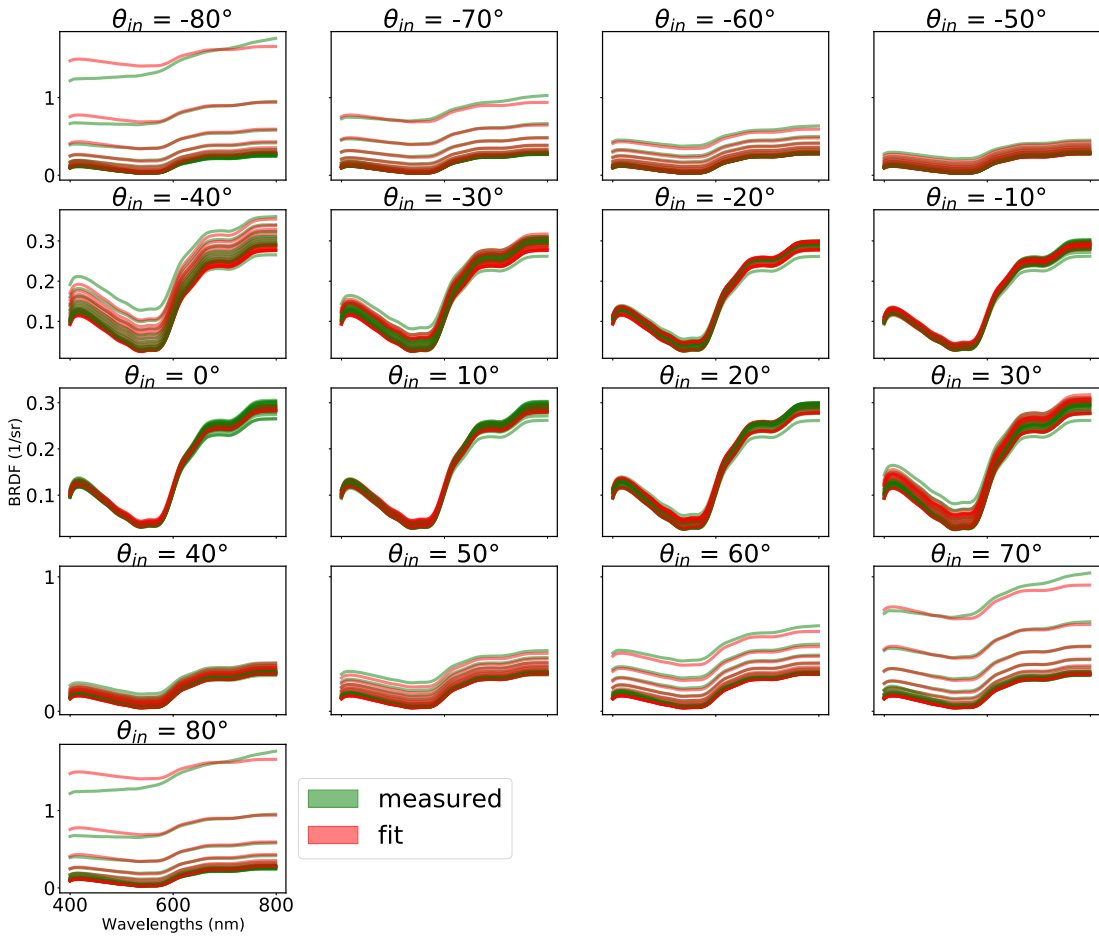 θin = -80° θin = -70° θin = -60° θin = -50°
1
0
θin = -40° θin = -30° θin = -20° θin = -10°
0.3
0.2
0.1
θin = 0° θin = 10° θin = 20° θin = 30°
0.3
0.2
0.1
BRDF (1/sr)
θin = 40° θin = 50° θin = 60° θin = 70°
1
0
θin = 80°
1
0
measured
fit
400 600 800
Wavelengths (nm)